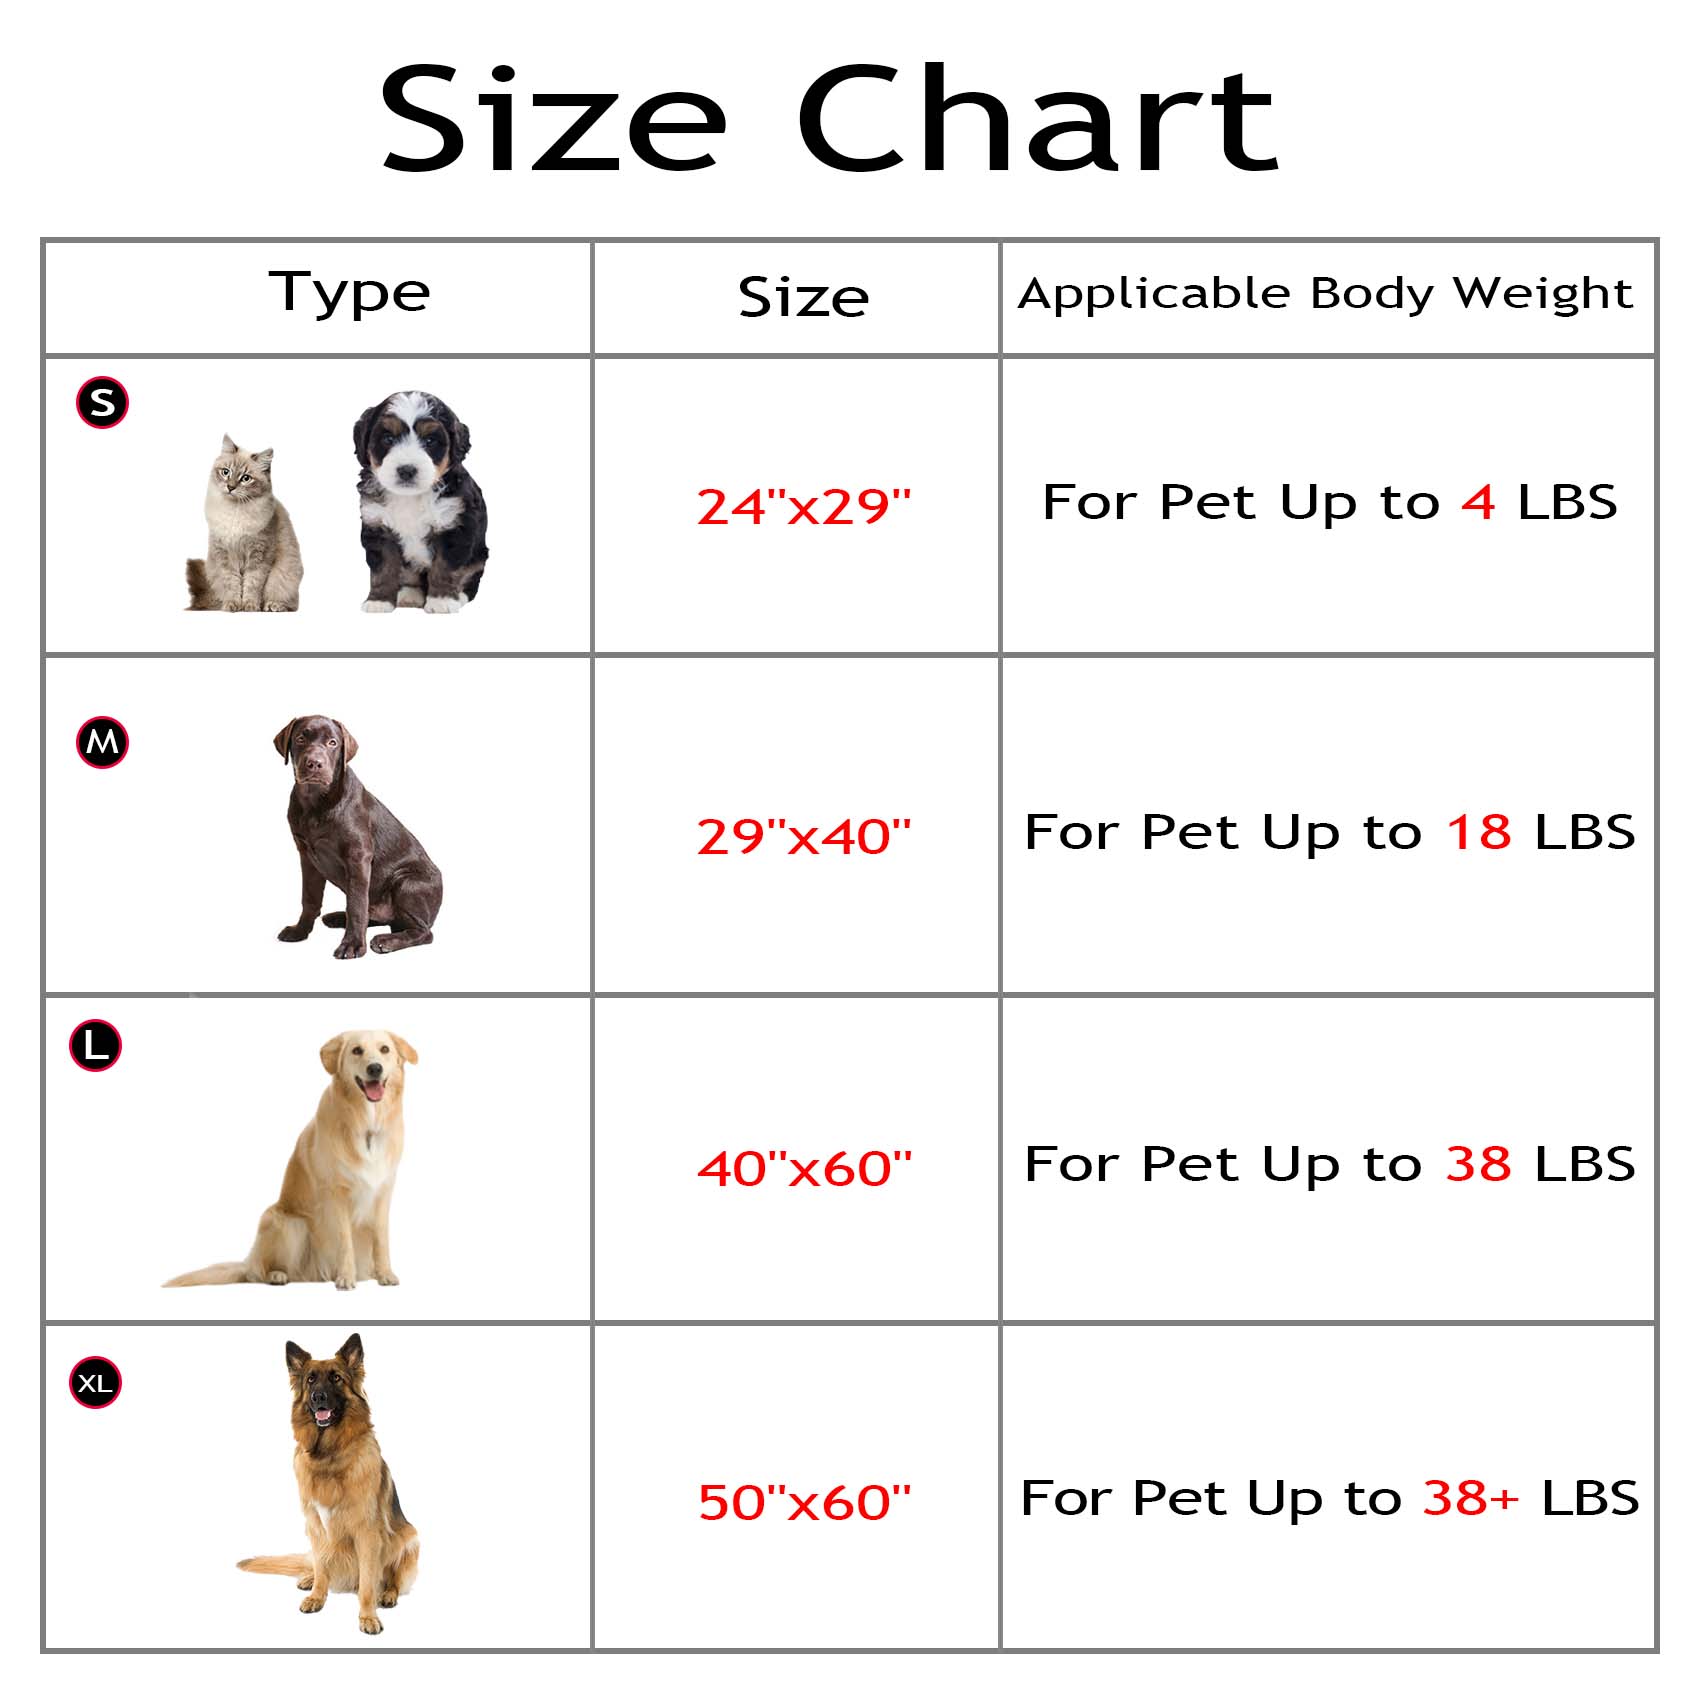 Size Chart
Type Size Applicable Body Weight
S
24"x29" For Pet Up to 4 LBS
M
29"x40" For Pet Up to 18 LBS
L
40"x60" For Pet Up to 38 LBS
XL
50"x60" For Pet Up to 38+ LBS